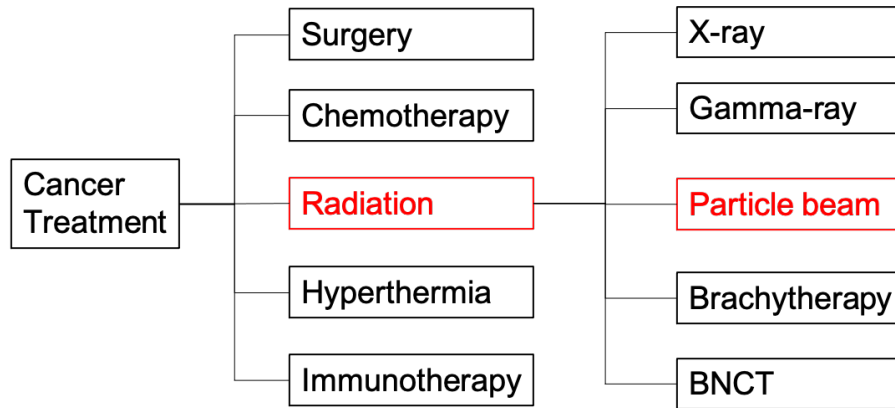 Cancer
Treatment
Surgery
Chemotherapy
Radiation
Hyperthermia
Immunotherapy
X-ray
Gamma-ray
Particle beam
Brachytherapy
BNCT